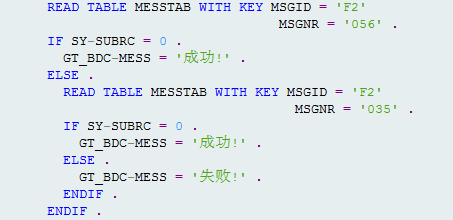 READ TABLE MESSTAB WITH KEY MSGID = 'F2'
MSGNR = '056' .
IF SY-SUBRC = 0 .
GT_BDC-MESS = '成功!' .
ELSE .
READ TABLE MESSTAB WITH KEY MSGID = 'F2'
MSGNR = '035' .
IF SY-SUBRC = 0 .
GT_BDC-MESS = '成功!' .
ELSE .
GT_BDC-MESS = '失败!' .
ENDIF .
ENDIF .